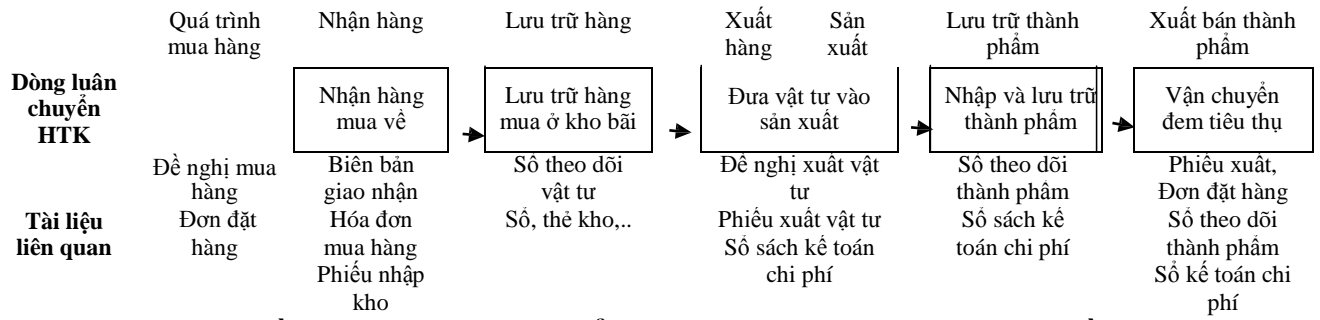 Quá trình mua hàng
Nhận hàng
Lưu trữ hàng
Xuất hàng
Sản xuất
Lưu trữ thành phẩm
Xuất bán thành phẩm
Dòng luân chuyển HTK
Nhận hàng mua về
Lưu trữ hàng mua ở kho bãi
Đưa vật tư vào sản xuất
Nhập và lưu trữ thành phẩm
Vận chuyển đem tiêu thụ
Tài liệu liên quan
Đề nghị mua hàng
Đơn đặt hàng
Biên bản giao nhận
Hóa đơn mua hàng
Phiếu nhập kho
Sổ theo dõi vật tư
Sổ, thẻ kho,..
Đề nghị xuất vật tư
Phiếu xuất vật tư
Sổ sách kế toán chi phí
Sổ theo dõi thành phẩm
Sổ sách kế toán chi phí
Phiếu xuất, Đơn đặt hàng
Sổ theo dõi thành phẩm
Sổ kế toán chi phí